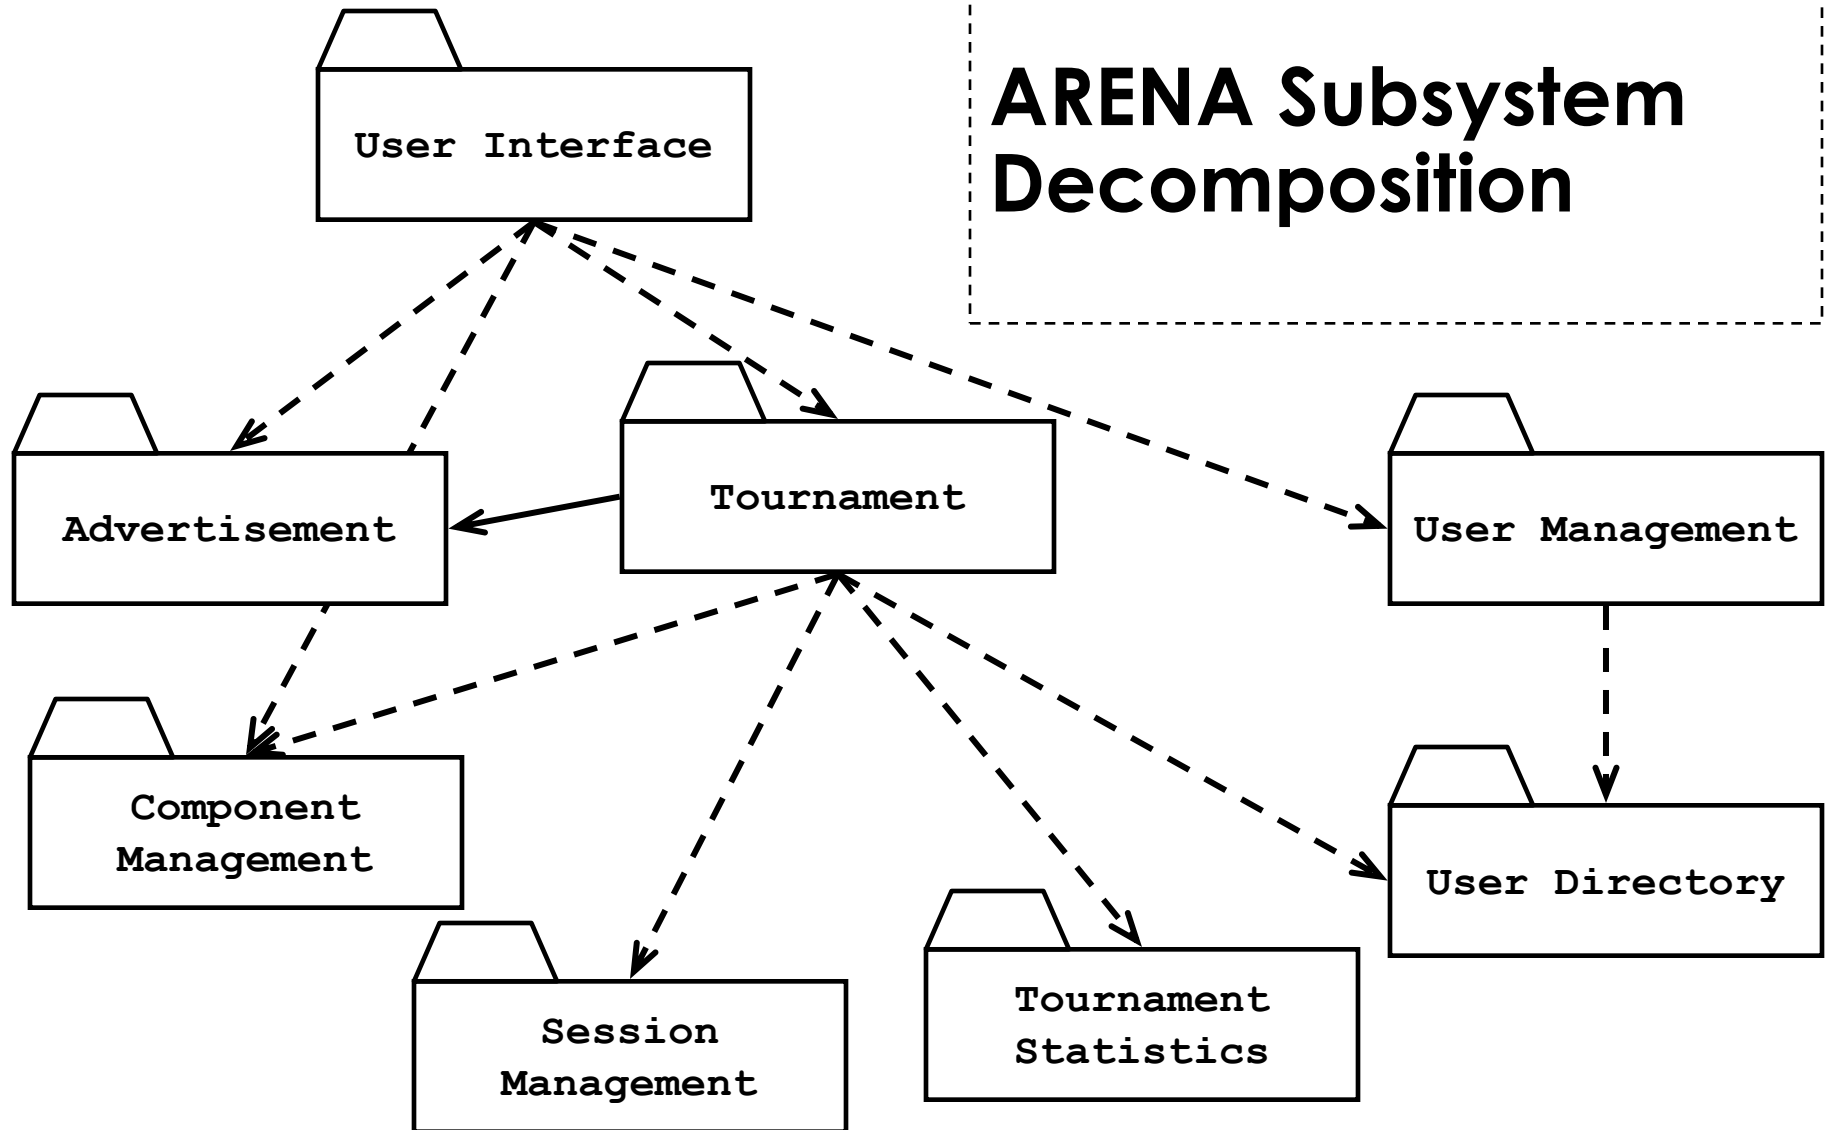 ARENA Subsystem
Decomposition
User Interface
Advertisement
Tournament
User Management
Component
Management
Session
Management
Tournament
Statistics
User Directory